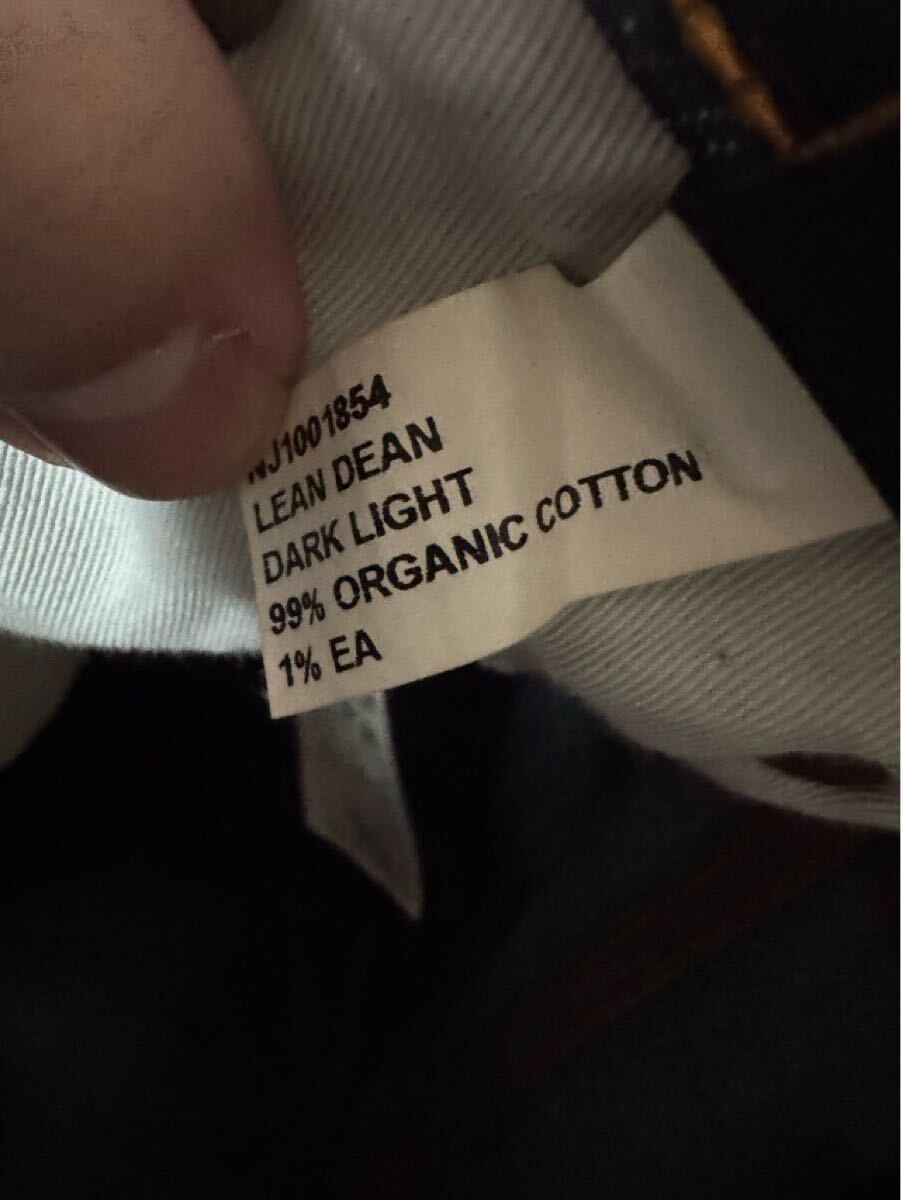 NJ1001854
LEAN DEAN
DARK LIGHT
99% ORGANIC COTTON
1% EA